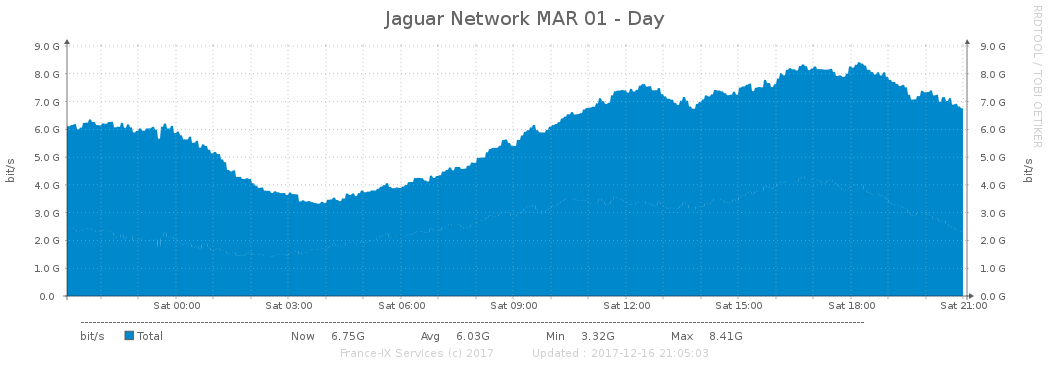 Jaguar Network MAR 01 - Day
RRDTOOL / TOBI OETIKER
bit/s
9.0 G
8.0 G
7.0 G
6.0 G
5.0 G
4.0 G
3.0 G
2.0 G
1.0 G
0.0
9.0 G
8.0 G
7.0 G
6.0 G
5.0 G
4.0 G
3.0 G
2.0 G
1.0 G
0.0 G
bit/s
Sat 00:00 Sat 03:00 Sat 06:00 Sat 09:00 Sat 12:00 Sat 15:00 Sat 18:00 Sat 21:00
bit/s Total Now 6.75G Avg 6.03G Min 3.32G Max 8.41G
France-IX Services (c) 2017 Updated : 2017-12-16 21:05:03